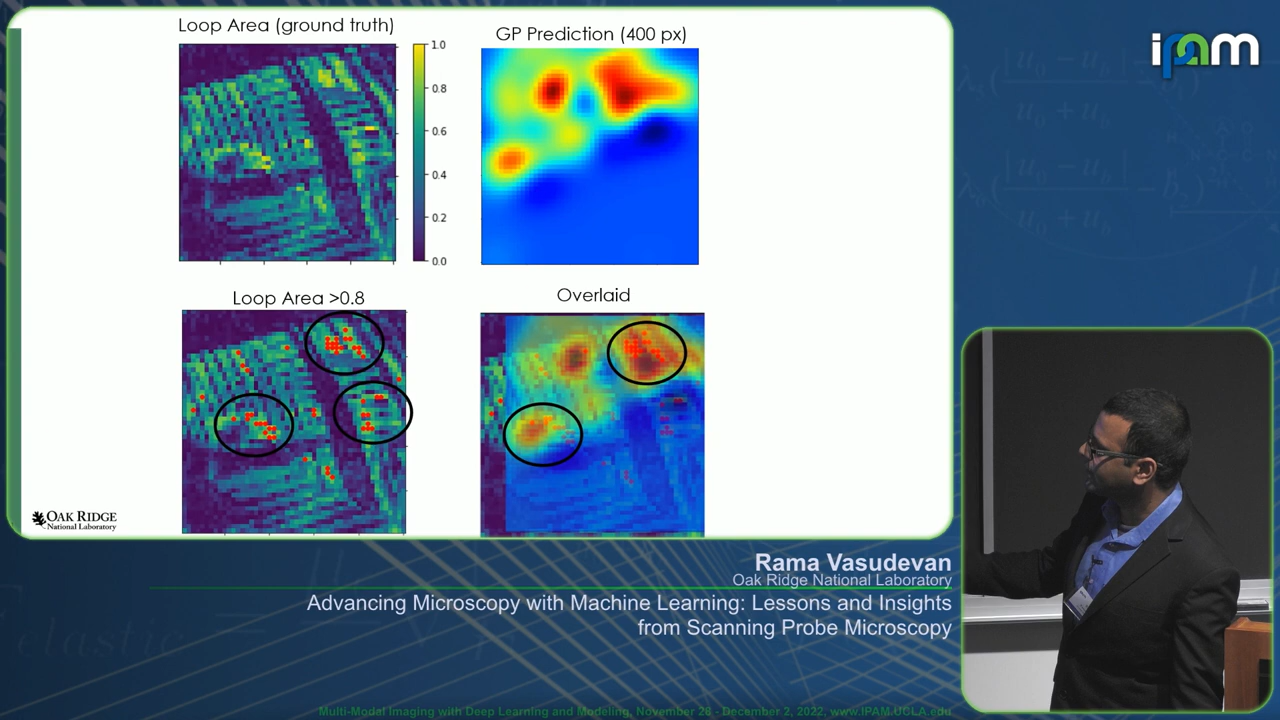 Loop Area (ground truth)
GP Prediction (400 px)
1.0
0.8
0.6
0.4
0.2
0.0
Loop Area >0.8
Overlaid
OAK RIDGE
National Laboratory
ipam
Rama Vasudevan
Oak Ridge National Laboratory
Advancing Microscopy with Machine Learning: Lessons and Insights
from Scanning Probe Microscopy
Multi-Modal Imaging with Deep Learning and Modeling, November 28 - December 2, 2022, www.IPAM.UCLA.edu
elastic